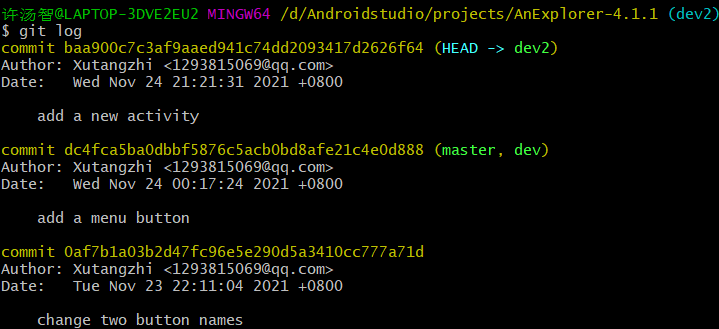 许汤智@LAPTOP-3DVE2EU2 MINGW64 /d/Androidstudio/projects/AnExplorer-4.1.1 (dev2)
$ git log
commit baa900c7c3af9aaed941c74dd2093417d2626f64 (HEAD -> dev2)
Author: Xutangzhi <1293815069@qq.com>
Date:   Wed Nov 24 21:21:31 2021 +0800
    add a new activity
commit dc4fca5ba0dbbf5876c5acb0bd8afe21c4e0d888 (master, dev)
Author: Xutangzhi <1293815069@qq.com>
Date:   Wed Nov 24 00:17:24 2021 +0800
    add a menu button
commit 0af7b1a03b2d47fc96e5e290d5a3410cc777a71d
Author: Xutangzhi <1293815069@qq.com>
Date:   Tue Nov 23 22:11:04 2021 +0800
    change two button names